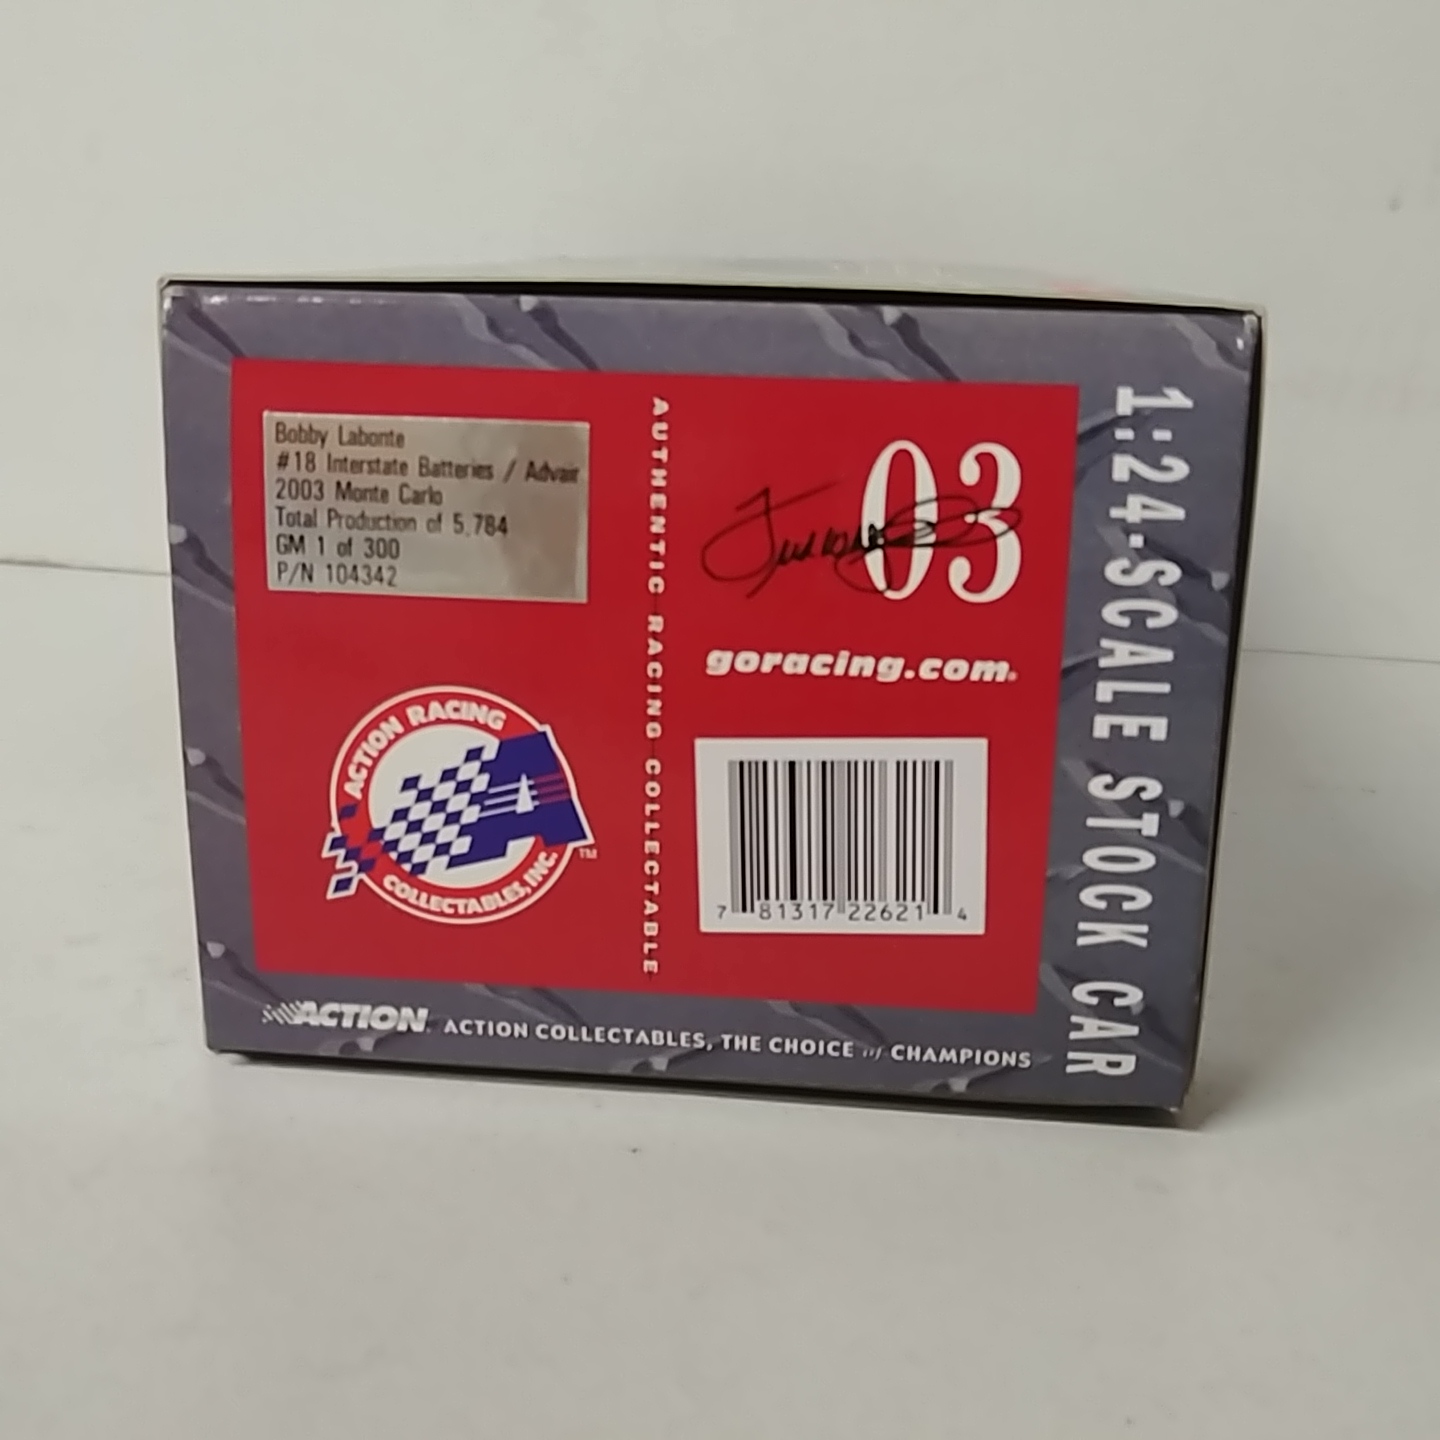 Bobby Labonte
#18 Interstate Batteries / Advair
2003 Monte Carlo
Total Production of 5,784
GM 1 of 300
P/N 104342
ACTION RACING
COLLECTABLES, INC.
TM
AUTHENTIC RACING COLLECTABLE
03
goracing.com
7 81317 22621 4
1:24-SCALE STOCK CAR
ACTION ACTION COLLECTABLES, THE CHOICE of CHAMPIONS